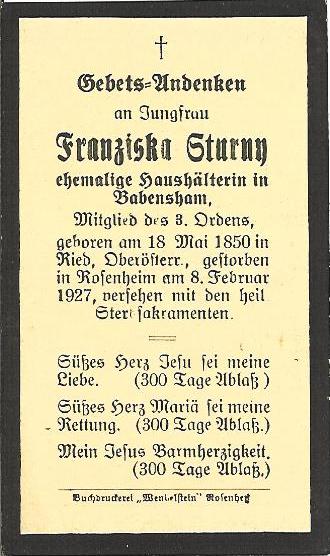 Gebets=Andenken
an Jungfrau
Franziska Sturny
ehemalige Haushälterin in
Babensham,
Mitglied des 3. Ordens,
geboren am 18 Mai 1850 in
Ried, Oberösterr., gestorben
in Rosenheim am 8. Februar
1927, versehen mit den heil
Sterbsakramenten.
Süßes Herz Jesu sei meine
Liebe. (300 Tage Ablaß)
Süßes Herz Mariä sei meine
Rettung. (300 Tage Ablaß.)
Mein Jesus Barmherzigkeit.
(300 Tage Ablaß.)
Buchdruckerei „Wendelstein" Rosenheim